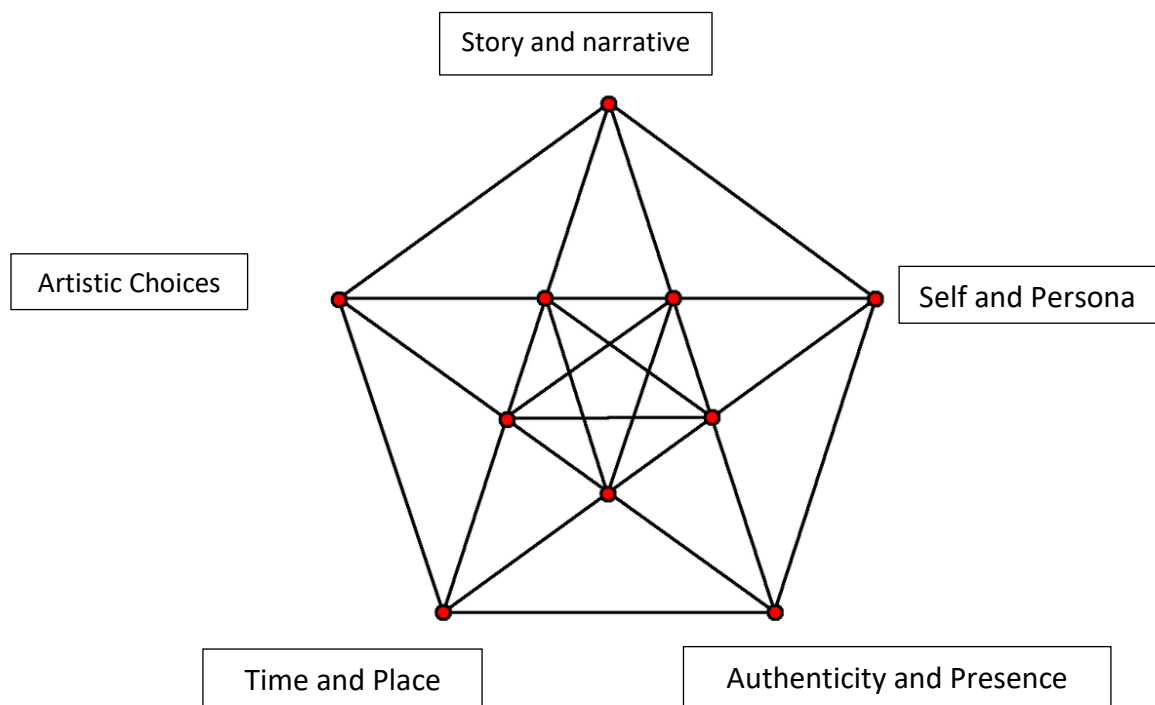 Story and narrative
Artistic Choices
Self and Persona
Time and Place
Authenticity and Presence